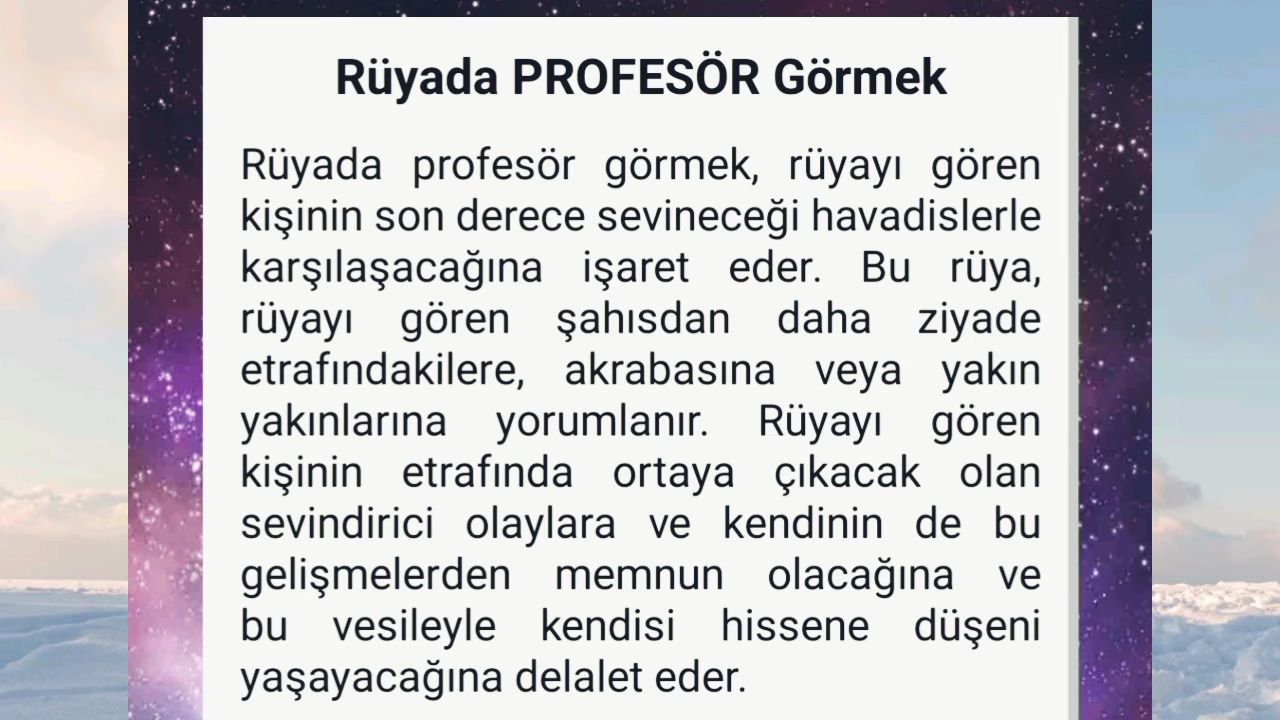 Rüyada PROFESÖR Görmek
Rüyada profesör görmek, rüyayı gören
kişinin son derece sevineceği havadislerle
karşılaşacağına işaret eder. Bu rüya,
rüyayı gören şahısdan daha ziyade
etrafındakilere, akrabasına veya yakın
yakınlarına yorumlanır. Rüyayı gören
kişinin etrafında ortaya çıkacak olan
sevindirici olaylara ve kendinin de bu
gelişmelerden memnun olacağına ve
bu vesileyle kendisi hissene düşeni
yaşayacağına delalet eder.